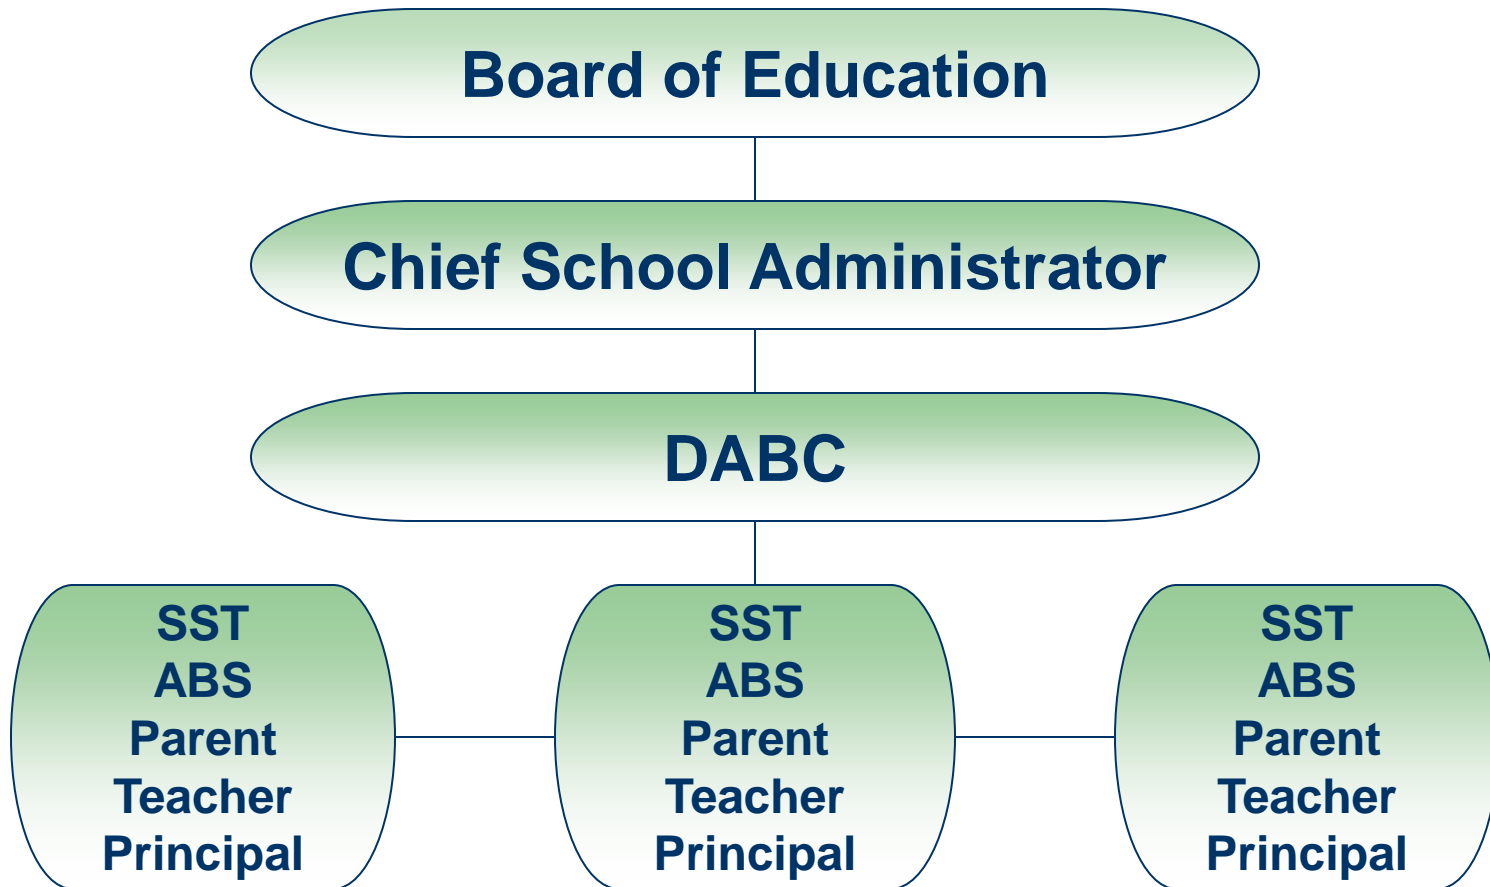 Board of Education
Chief School Administrator
DABC
SST
ABS
Parent
Teacher
Principal
SST
ABS
Parent
Teacher
Principal
SST
ABS
Parent
Teacher
Principal